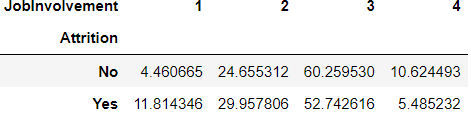 JobInvolvement 1 2 3 4
Attrition
No 4.460665 24.655312 60.259530 10.624493
Yes 11.814346 29.957806 52.742616 5.485232